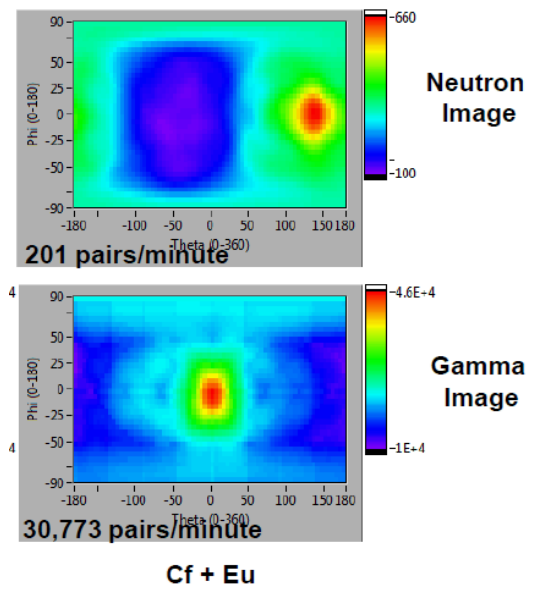 90
50
25
0
25
-50
-90
Phi (0-180)
-180 -100 -50 0 50 100 150 180
Theta (0-360)
201 pairs/minute
-660
-100
Neutron
Image
4
90
50
25
0
-25
-50
-90
Phi (0-180)
4
-180 -100 -50 0 50 100 150 180
Theta (0-360)
30,773 pairs/minute
-4.6E+4
-1E+4
Gamma
Image
Cf + Eu